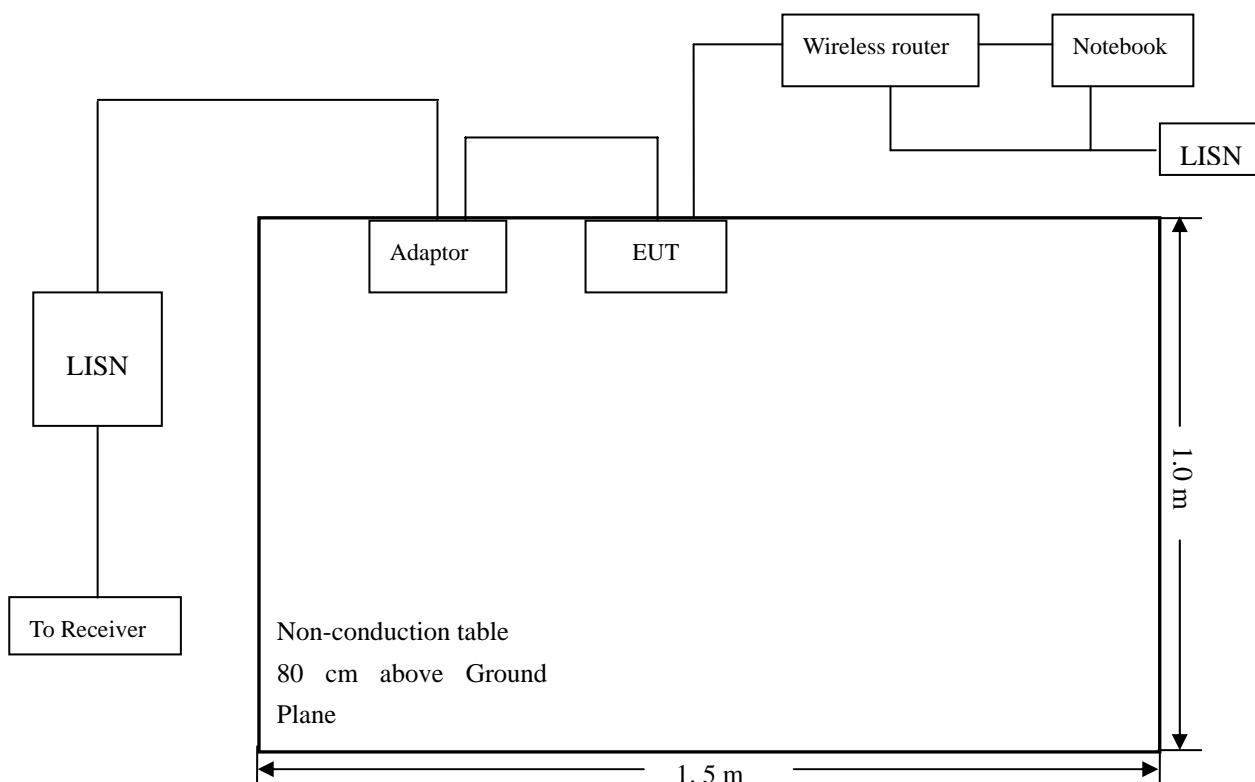 Wireless router
Notebook
LISN
Adaptor
EUT
LISN
1.0 m
To Receiver
Non-conduction table
80 cm above Ground
Plane
1. 5 m